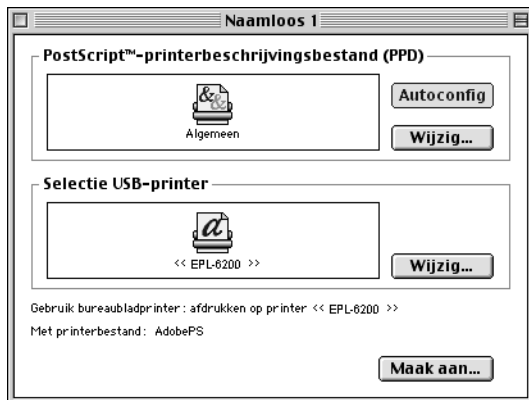 Naamloos 1
PostScript™-printerbeschrijvingsbestand (PPD)
Algemeen
Autoconfig
Wijzig...
Selectie USB-printer
<< EPL-6200 >>
Wijzig...
Gebruik bureaubladprinter: afdrukken op printer << EPL-6200 >>
Met printerbestand: AdobePS
Maak aan...